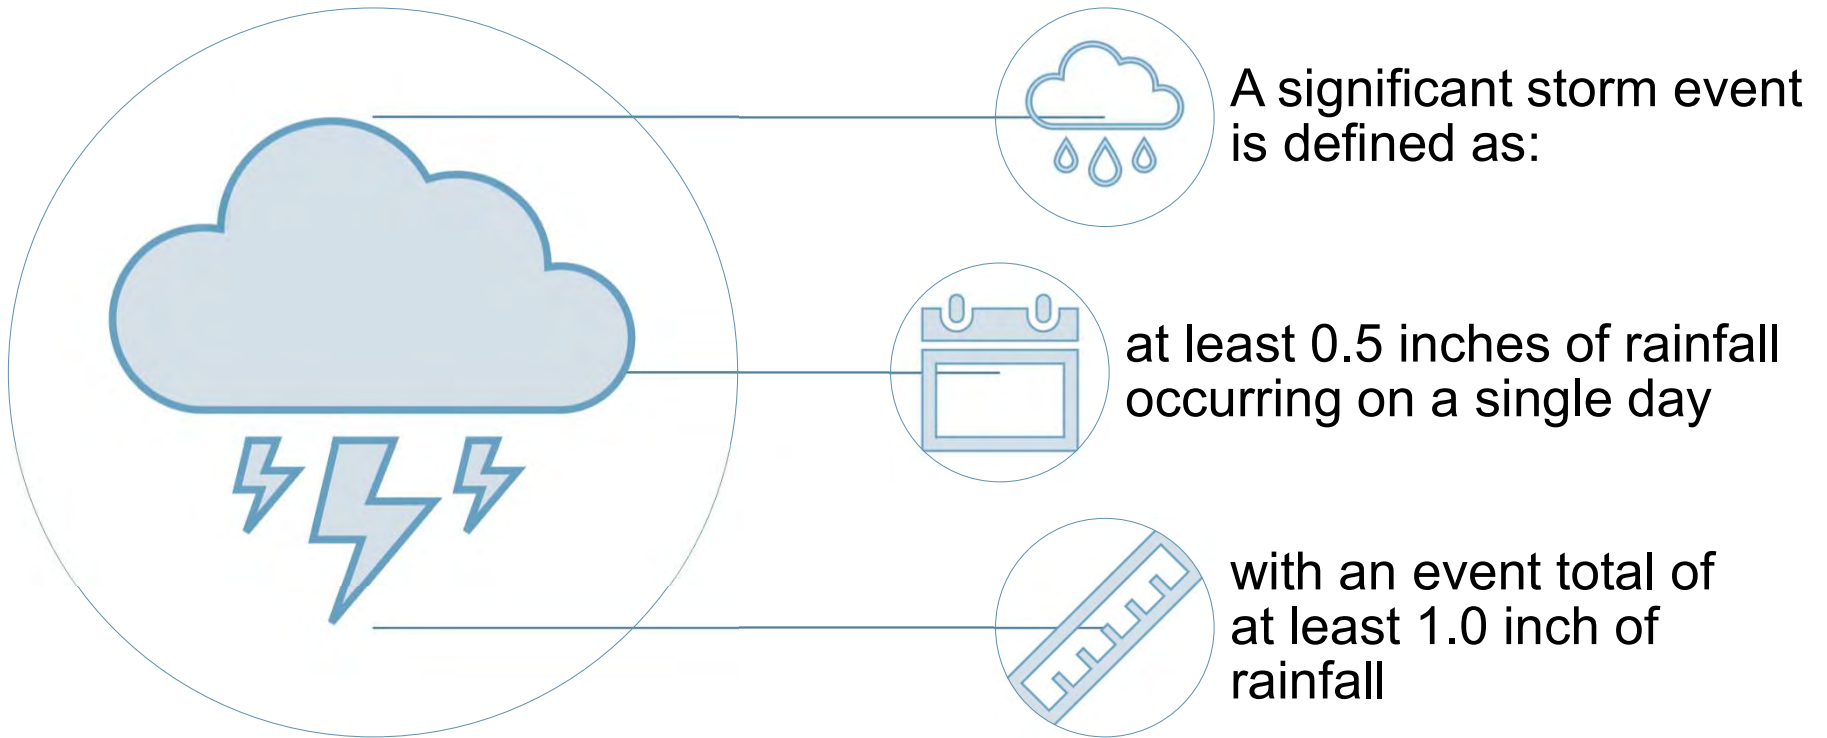 A significant storm event
is defined as:
at least 0.5 inches of rainfall
occurring on a single day
with an event total of
at least 1.0 inch of
rainfall